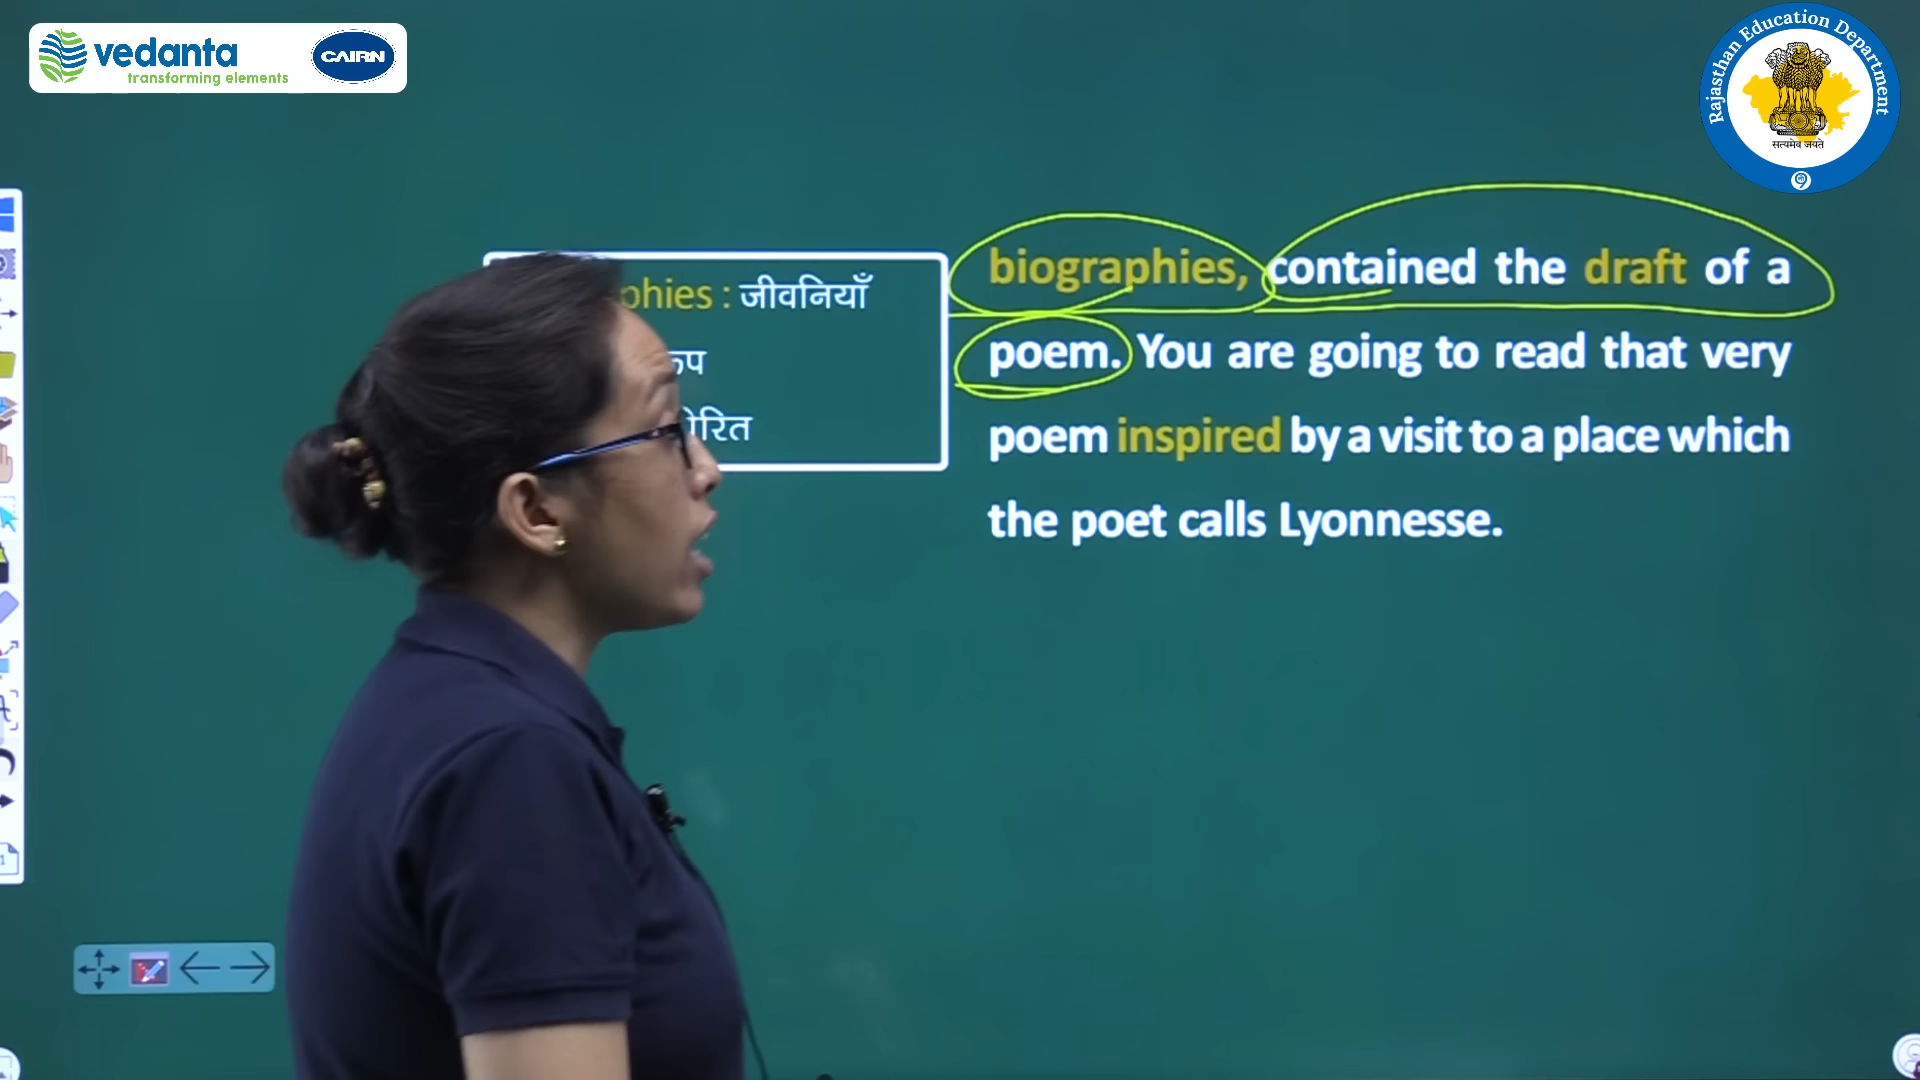 vedanta
transforming elements
CAIRN
Rajasthan Education Department
सत्यमेव जयते
phies : जीवनियाँ
biographies, contained the draft of a
poem. You are going to read that very
poem inspired by a visit to a place which
the poet calls Lyonnesse.